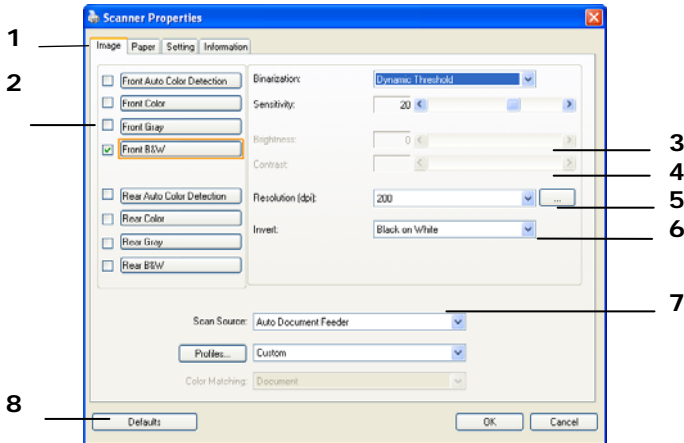 Scanner Properties
1
Image Paper Setting Information
2
Front Auto Color Detection
Front Color
Front Gray
Front B&W
Rear Auto Color Detection
Rear Color
Rear Gray
Rear B&W
Binarization: Dynamic Threshold
Sensitivity: 20
Brightness: 0
3
Contrast:
4
Resolution (dpi): 200 ...
5
Invert: Black on White
6
7
Scan Source: Auto Document Feeder
Profiles... Custom
Color Matching: Document
8
Defaults OK Cancel